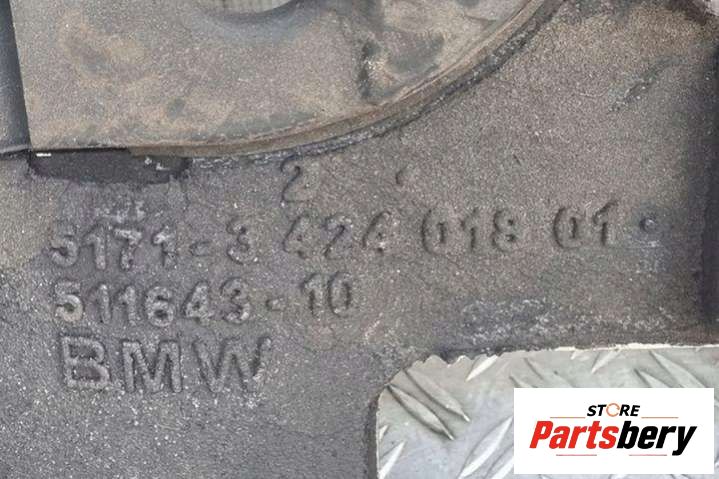 2
5171-3 424 018 01
511643-10
BMW
STORE
Partsbery